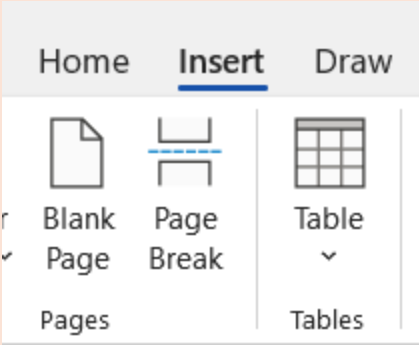 Home Insert Draw
Blank Page Table
Page Break
Pages Tables